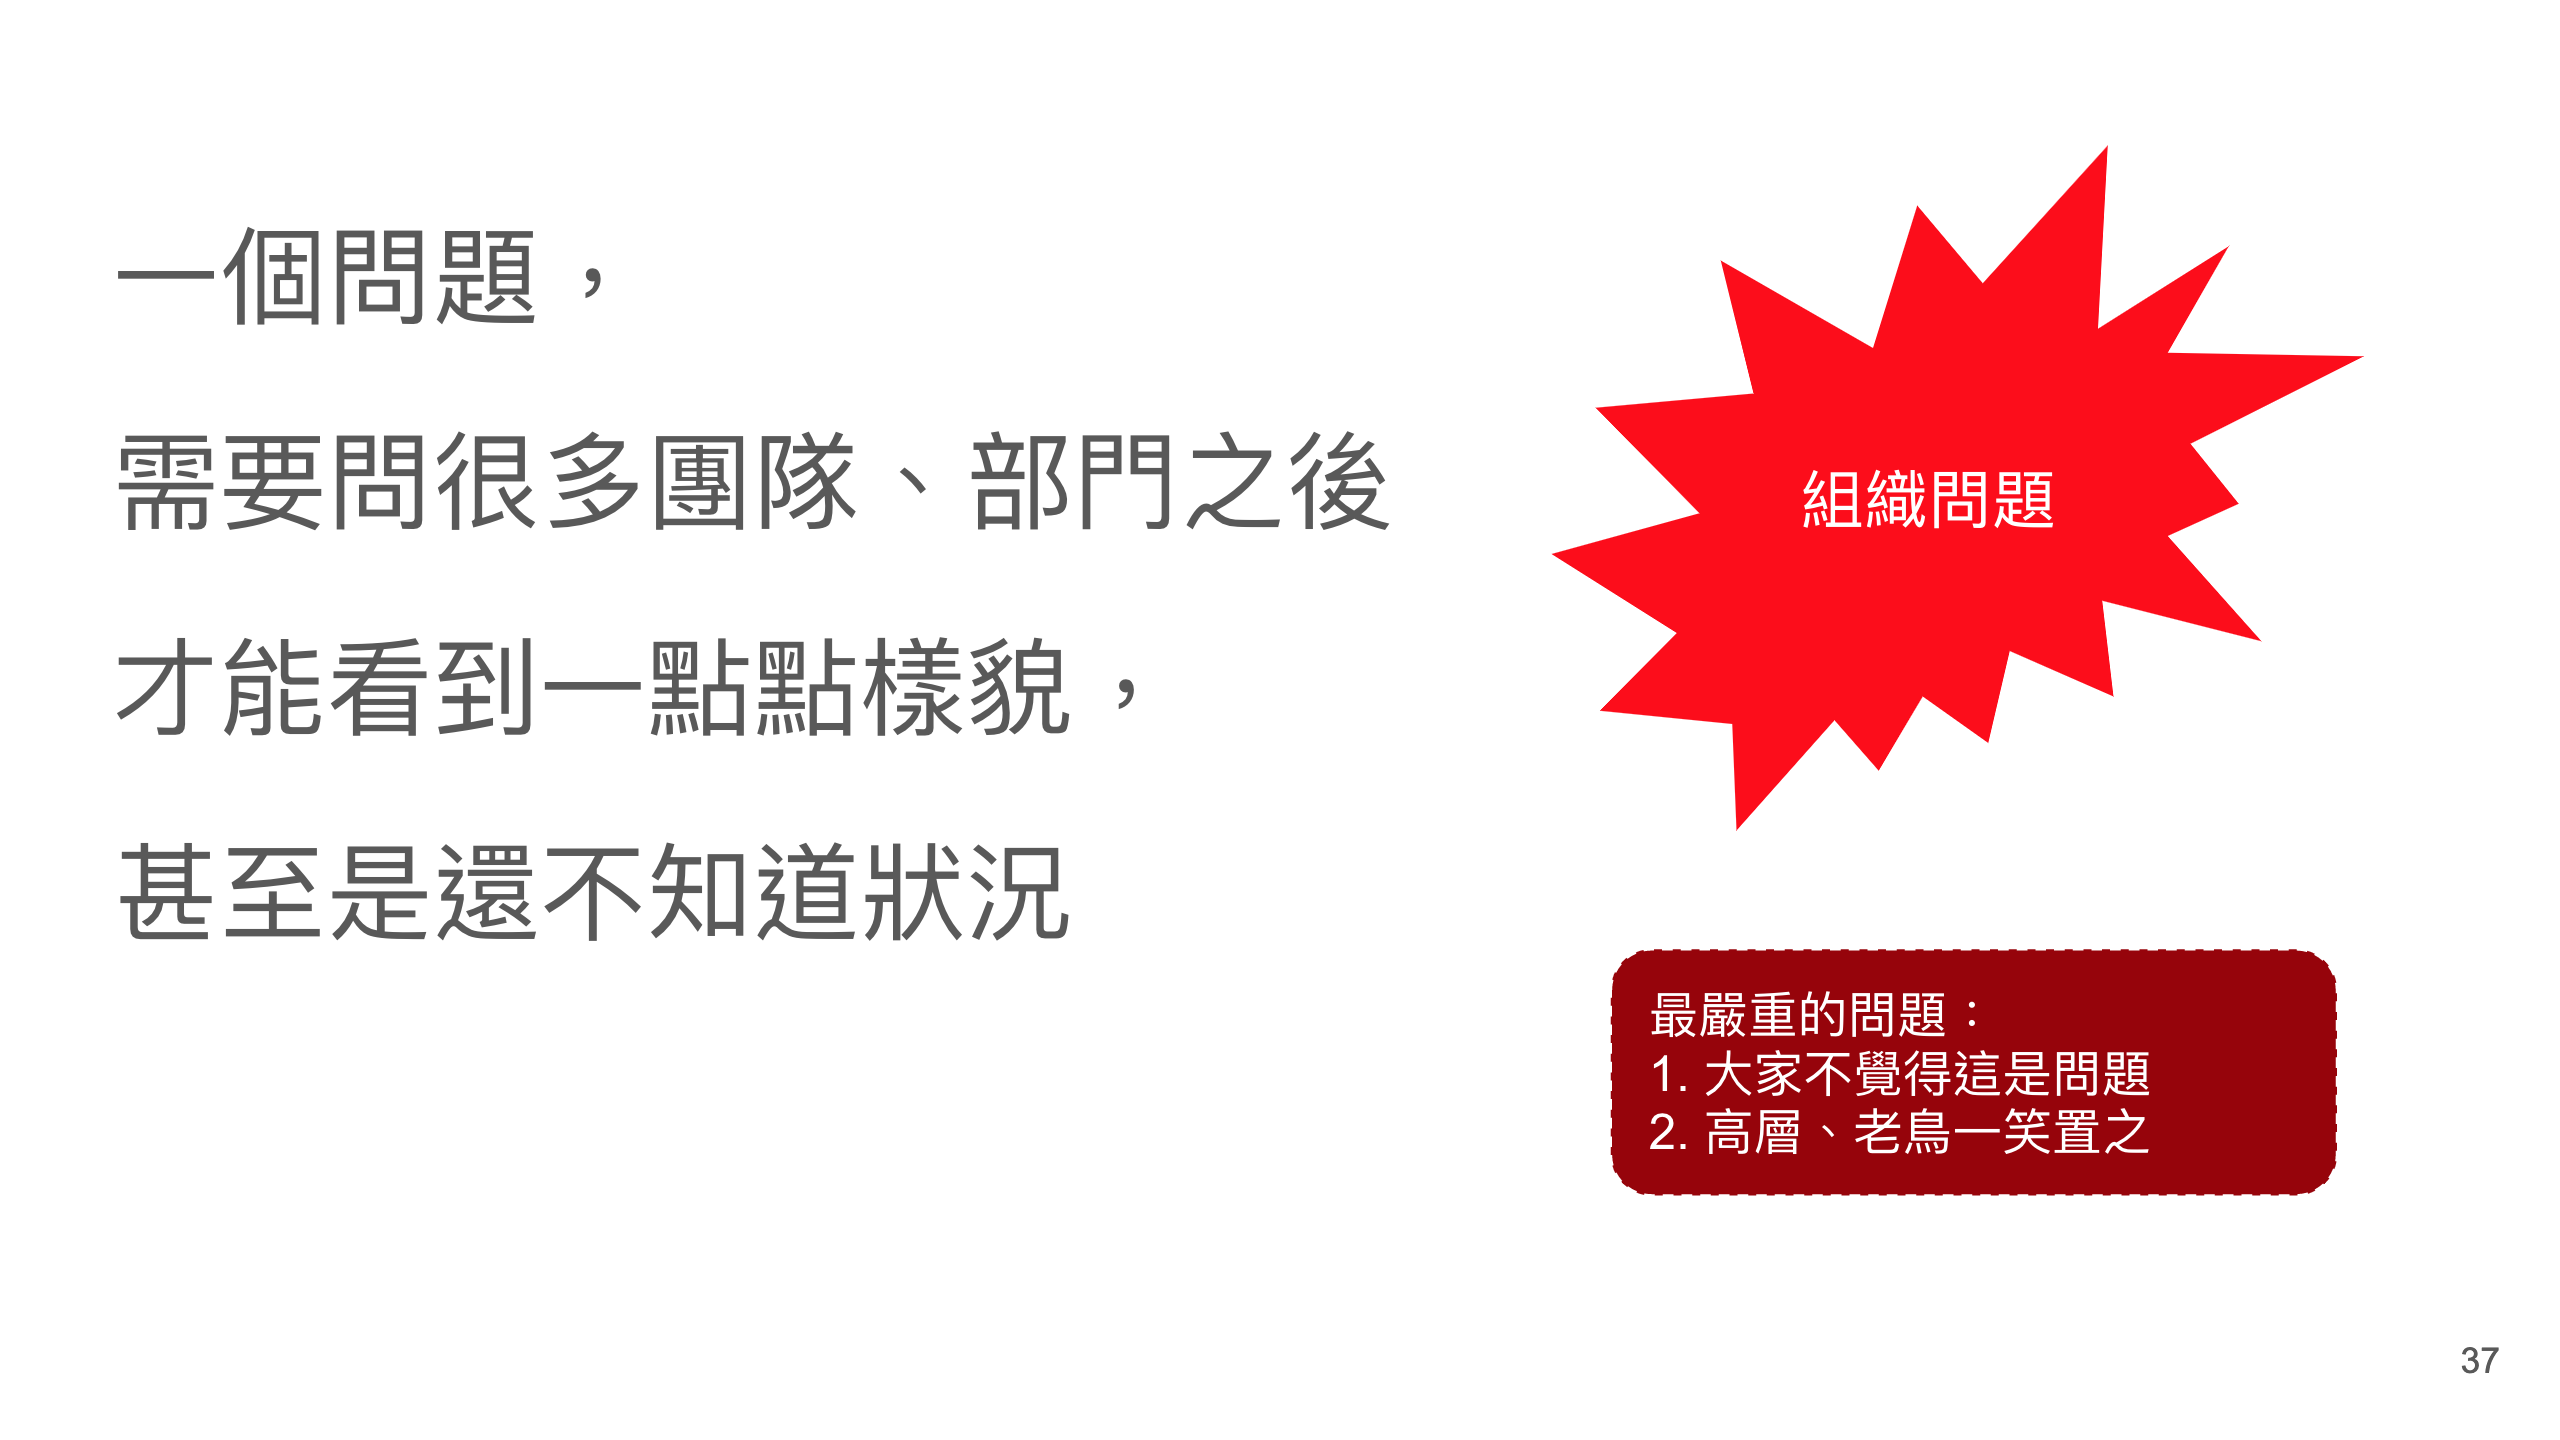 一個問題，
需要問很多團隊、部門之後
才能看到一點點樣貌，
甚至是還不知道狀況
組織問題
最嚴重的問題：
1. 大家不覺得這是問題
2. 高層、老鳥一笑置之
37